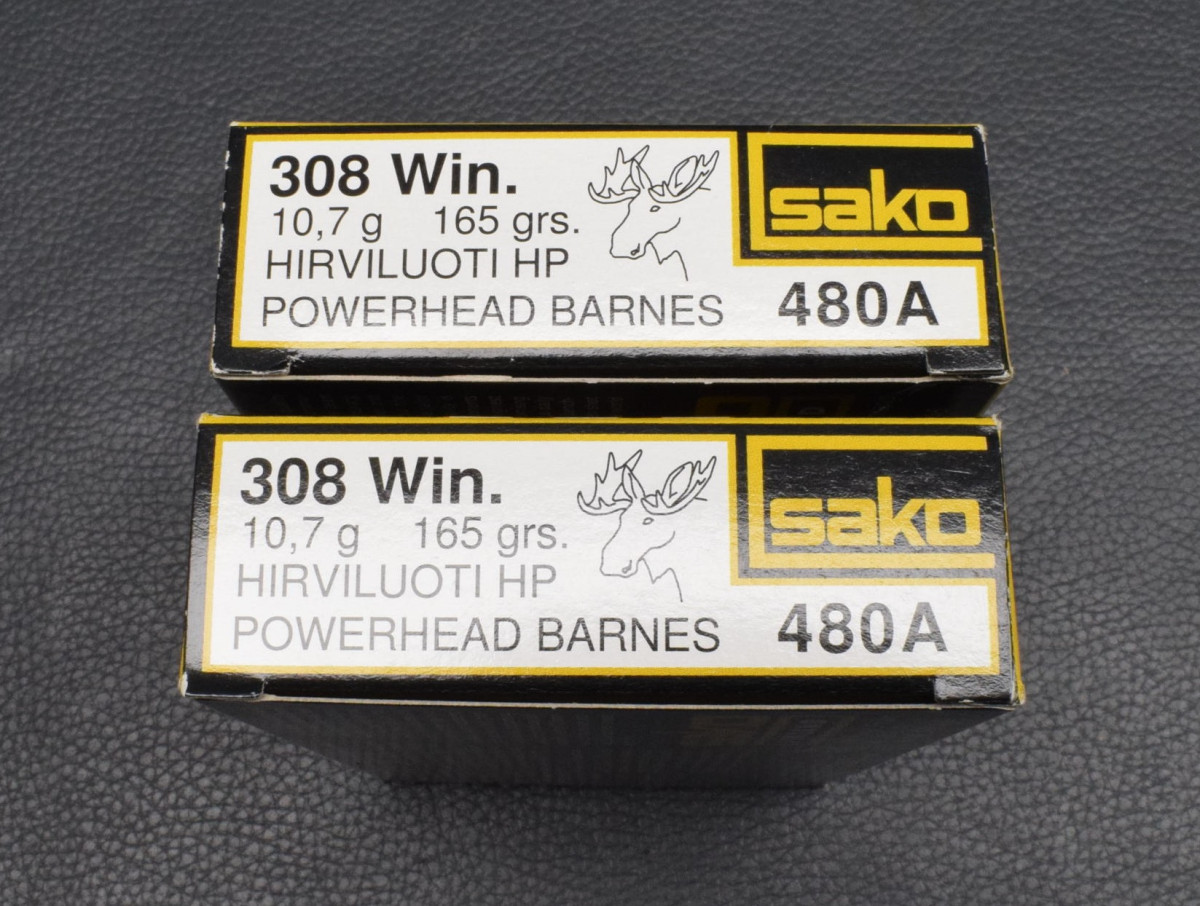 308 Win.
10,7 g 165 grs.
HIRVILUOTI HP
POWERHEAD BARNES
sako
480A
308 Win.
10,7 g 165 grs.
HIRVILUOTI HP
POWERHEAD BARNES
sako
480A